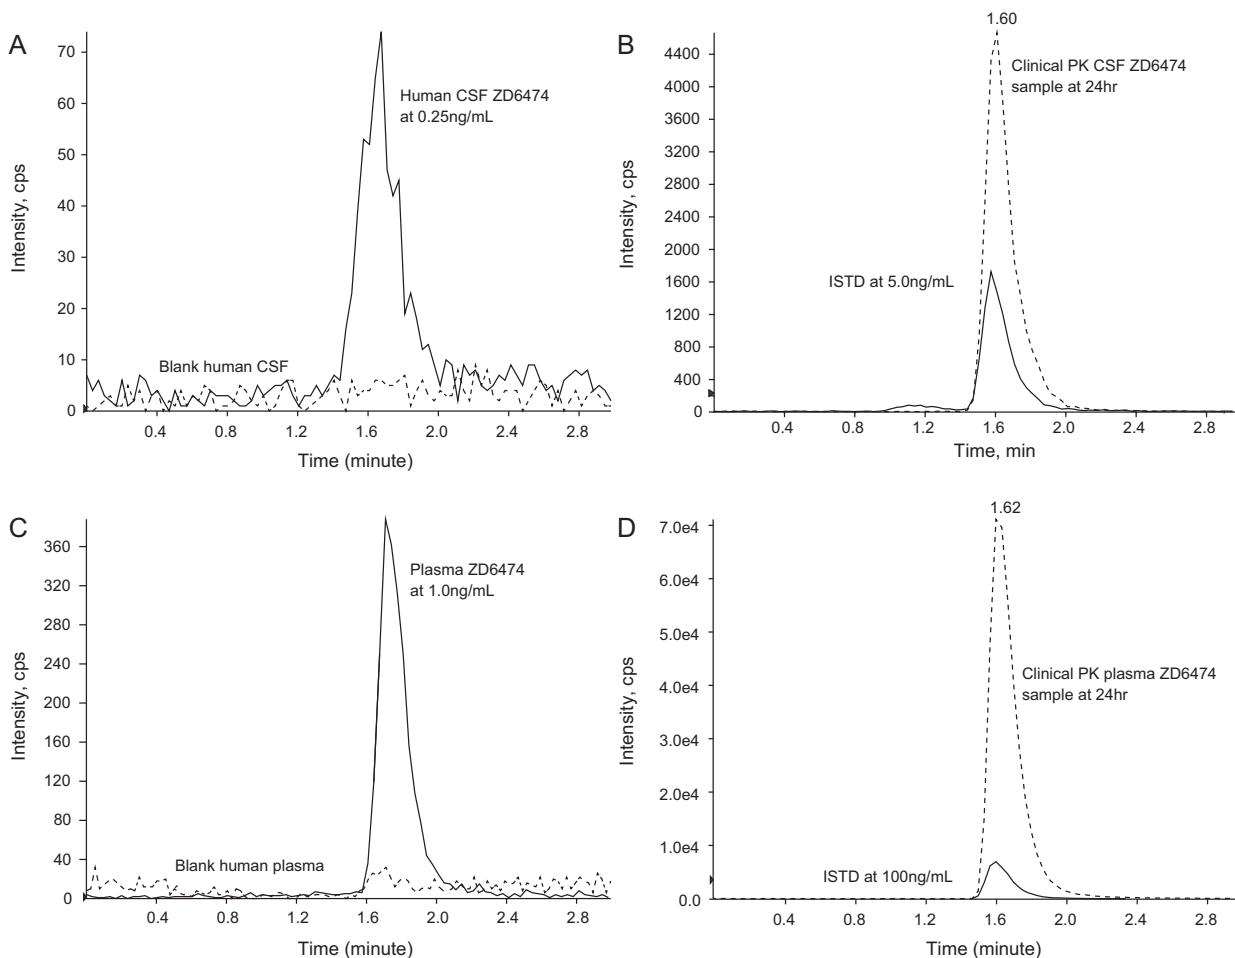 A
70
60
50
40
30
20
10
0
Intensity, cps
Human CSF ZD6474
at 0.25ng/mL
Blank human CSF
0.4 0.8 1.2 1.6 2.0 2.4 2.8
Time (minute)
B
1.60
4400
4000
3600
3200
2800
2400
2000
1600
1200
800
400
0
Intensity, cps
Clinical PK CSF ZD6474
sample at 24hr
ISTD at 5.0ng/mL
0.4 0.8 1.2 1.6 2.0 2.4 2.8
Time, min
C
360
320
280
240
200
160
120
80
40
0
Intensity, cps
Plasma ZD6474
at 1.0ng/mL
Blank human plasma
0.4 0.8 1.2 1.6 2.0 2.4 2.8
Time (minute)
D
1.62
7.0e4
6.0e4
5.0e4
4.0e4
3.0e4
2.0e4
1.0e4
0.0
Intensity, cps
Clinical PK plasma ZD6474
sample at 24hr
ISTD at 100ng/mL
0.4 0.8 1.2 1.6 2.0 2.4 2.8
Time (minute)